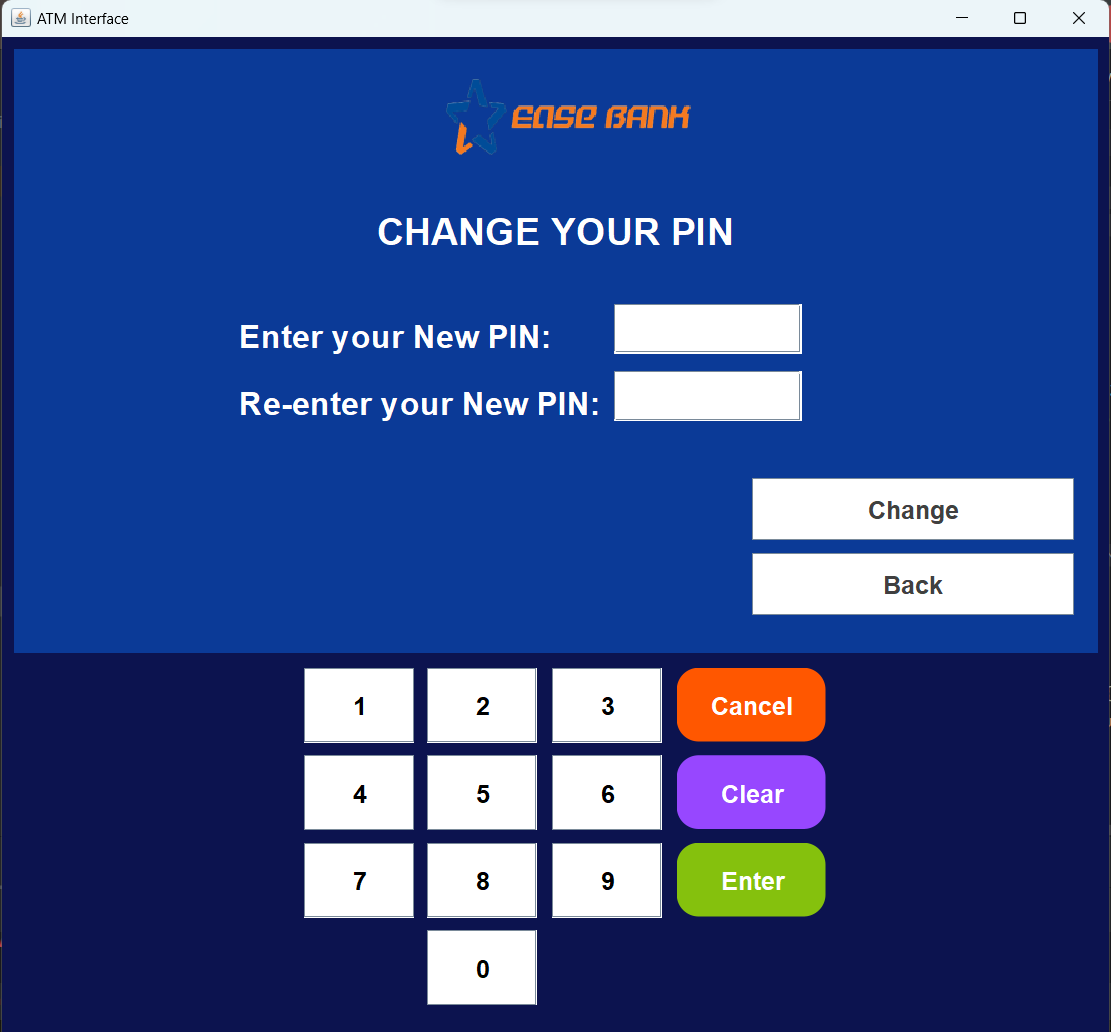 ATM Interface
EASE BANK
CHANGE YOUR PIN
Enter your New PIN:
Re-enter your New PIN:
Change
Back
1 2 3 Cancel
4 5 6 Clear
7 8 9 Enter
0